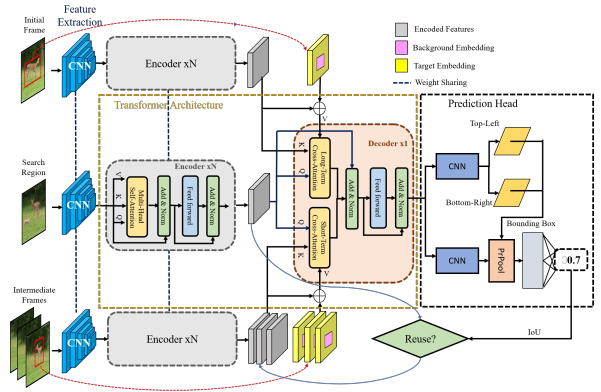 Initial
Frame
Feature
Extraction
CNN
Encoder xN
Encoded Features
Background Embedding
Target Embedding
Weight Sharing
Transformer Architecture
V
Decoder x1
Prediction Head
Top-Left
Search
Region
CNN
Encoder xN
V
K
Q
Multi-Head
Self-Attention
Add & Norm
Feed forward
Add & Norm
K
Q
Long-Term
Cross-Attention
Q
K
Short-Term
Cross-Attention
V
Add & Norm
Feed forward
Add & Norm
CNN
Bottom-Right
Bounding Box
CNN
PrPool
0.7
IoU
Intermediate
Frames
CNN
Encoder xN
Reuse?